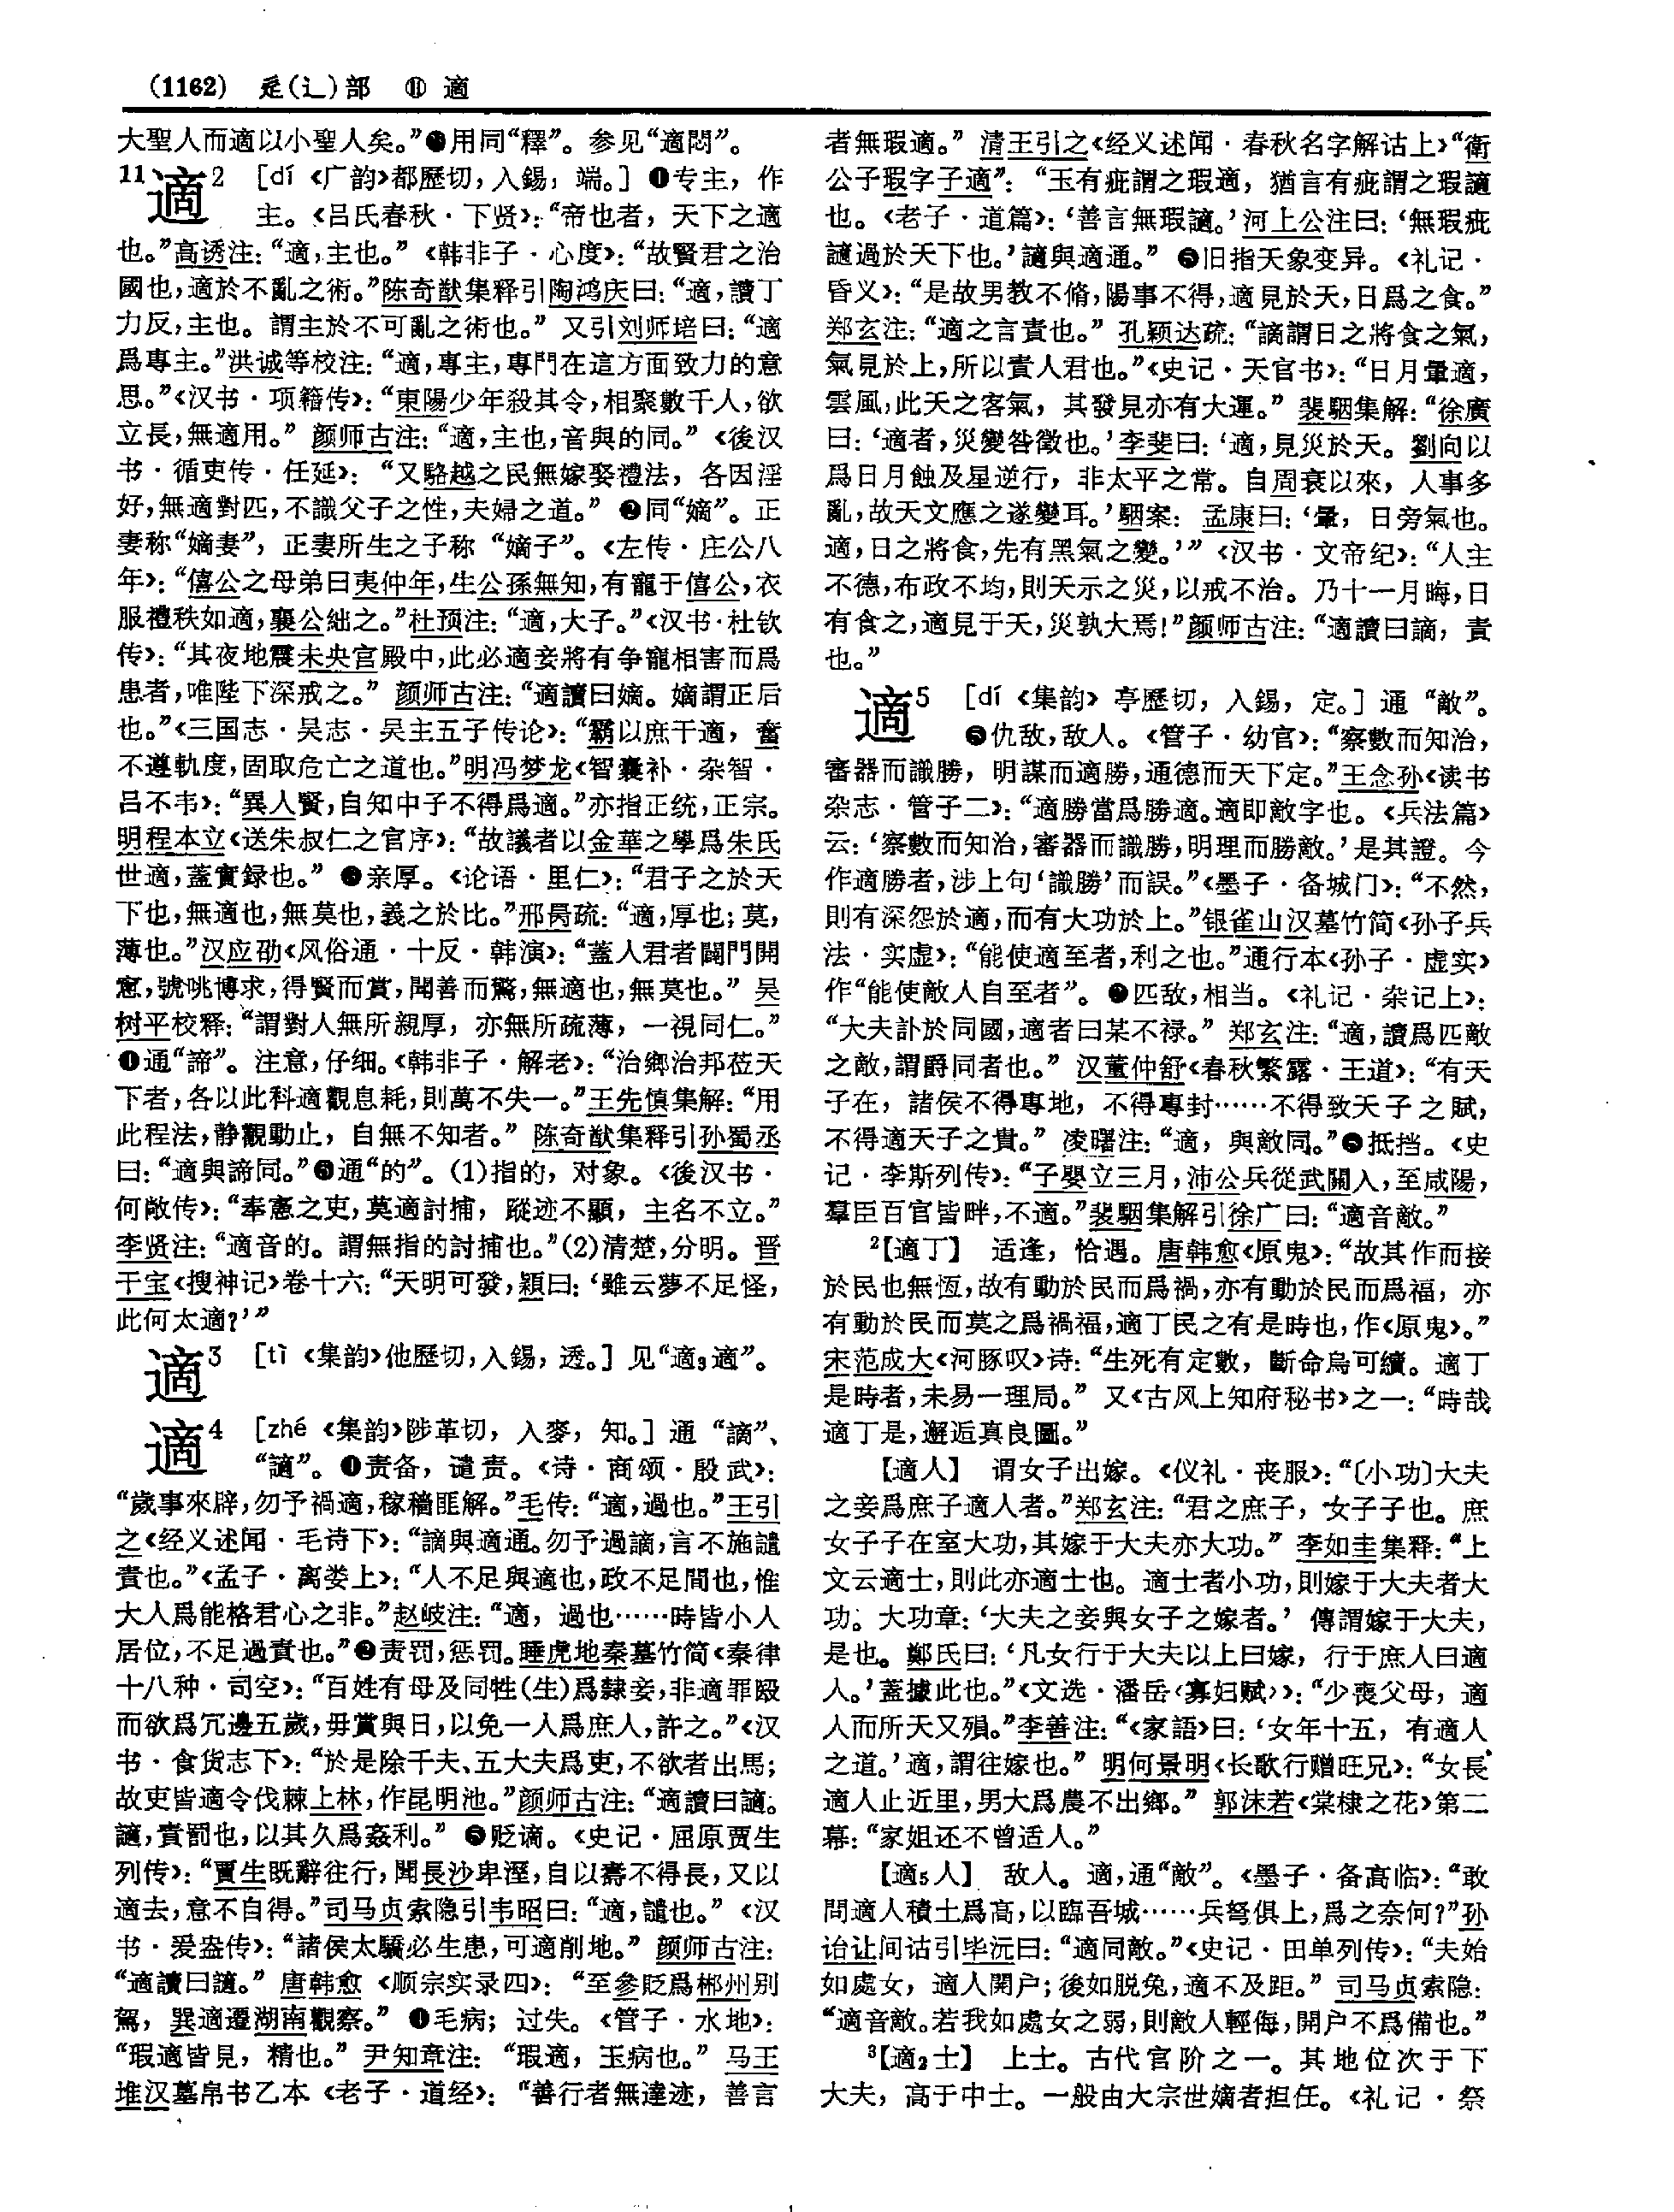 (1162) 辵(辶)部 ⑪ 適
大聖人而適以小聖人矣。”❸用同“釋”。参见“適悶”。
11適2 [dí《广韵》都歷切，入錫，端。] ❶专主，作
主。《吕氏春秋·下贤》：“帝也者，天下之適
也。”高诱注：“適，主也。”《韩非子·心度》：“故賢君之治
國也，適於不亂之術。”陈奇猷集释引陶鸿庆曰：“適，讀丁
力反，主也。謂主於不可亂之術也。”又引刘师培曰：“適
爲專主。”洪诚等校注：“適，專主，專門在這方面致力的意
思。”《汉书·项籍传》：“東陽少年殺其令，相聚數千人，欲
立長，無適用。”颜师古注：“適，主也，音與的同。”《後汉
书·循吏传·任延》：“又駱越之民無嫁娶禮法，各因淫
好，無適對匹，不識父子之性，夫婦之道。”❷同“嫡”。正
妻称“嫡妻”，正妻所生之子称“嫡子”。《左传·庄公八
年》：“僖公之母弟曰夷仲年，生公孫無知，有寵于僖公，衣
服禮秩如適，襄公絀之。”杜预注：“適，大子。”《汉书·杜钦
传》：“其夜地震未央宫殿中，此必適妾將有争寵相害而爲
患者，唯陛下深戒之。”颜师古注：“適讀曰嫡。嫡謂正后
也。”《三国志·吴志·吴主五子传论》：“霸以庶干適，奮
不遵軌度，固取危亡之道也。”明冯梦龙《智囊补·杂智·
吕不韦》：“異人賢，自知中子不得爲適。”亦指正统，正宗。
明程本立《送朱叔仁之官序》：“故議者以金華之學爲朱氏
世適，蓋實録也。”❸亲厚。《论语·里仁》：“君子之於天
下也，無適也，無莫也，義之於比。”邢昺疏：“適，厚也；莫，
薄也。”汉应劭《风俗通·十反·韩演》：“蓋人君者闢門開
窻，號咷博求，得賢而賞，聞善而驚，無適也，無莫也。”吴
树平校释：“謂對人無所親厚，亦無所疏薄，一視同仁。”
❹通“諦”。注意，仔细。《韩非子·解老》：“治鄉治邦莅天
下者，各以此科適觀息耗，則萬不失一。”王先慎集解：“用
此程法，静觀動止，自無不知者。”陈奇猷集释引孙蜀丞
曰：“適與諦同。”❺通“的”。(1)指的，对象。《後汉书·
何敞传》：“奉憲之吏，莫適討捕，蹤迹不顯，主名不立。”
李贤注：“適音的。謂無指的討捕也。”(2)清楚，分明。晋
干宝《搜神记》卷十六：“天明可發，穎曰：‘雖云夢不足怪，
此何太適？’”
適3 [tì《集韵》他歷切，入錫，透。] 见“適3適”。
適4 [zhé《集韵》陟革切，入麥，知。] 通“謫”、
“讁”。❶责备，谴责。《诗·商颂·殷武》：
“歲事來辟，勿予禍適，稼穡匪解。”毛传：“適，過也。”王引
之《经义述闻·毛诗下》：“謫與適通。勿予過謫，言不施譴
責也。”《孟子·离娄上》：“人不足與適也，政不足間也，惟
大人爲能格君心之非。”赵岐注：“適，過也……時皆小人
居位，不足過責也。”❷责罚，惩罚。睡虎地秦墓竹简《秦律
十八种·司空》：“百姓有母及同牲(生)爲隸妾，非適罪殹
而欲爲冗邊五歲，毋賞與日，以免一人爲庶人，許之。”《汉
书·食货志下》：“於是除千夫、五大夫爲吏，不欲者出馬；
故吏皆適令伐棘上林，作昆明池。”颜师古注：“適讀曰讁。
讁，責罰也，以其久爲姦利。”❸贬谪。《史记·屈原贾生
列传》：“賈生既辭往行，聞長沙卑溼，自以壽不得長，又以
適去，意不自得。”司马贞索隐引韦昭曰：“適，譴也。”《汉
书·爰盎传》：“諸侯太驕必生患，可適削地。”颜师古注：
“適讀曰讁。”唐韩愈《顺宗实录四》：“至參貶爲郴州别
駕，巽適遷湖南觀察。”❹毛病；过失。《管子·水地》：
“瑕適皆見，精也。”尹知章注：“瑕適，玉病也。”马王
堆汉墓帛书乙本《老子·道经》：“善行者無達迹，善言
者無瑕適。”清王引之《经义述闻·春秋名字解诂上》“衛
公子瑕字子適”：“玉有疵謂之瑕適，猶言有疵謂之瑕讁
也。《老子·道篇》：‘善言無瑕讁。’河上公注曰：‘無瑕疵
讁過於天下也。’讁與適通。”❺旧指天象变异。《礼记·
昏义》：“是故男教不脩，陽事不得，適見於天，日爲之食。”
郑玄注：“適之言責也。”孔颖达疏：“謫謂日之將食之氣，
氣見於上，所以責人君也。”《史记·天官书》：“日月暈適，
雲風，此天之客氣，其發見亦有大運。”裴駰集解：“徐廣
曰：‘適者，災變咎徵也。’李斐曰：‘適，見災於天。劉向以
爲日月蝕及星逆行，非太平之常。自周衰以來，人事多
亂，故天文應之遂變耳。’駰案：孟康曰：‘暈，日旁氣也。
適，日之將食，先有黑氣之變。’”《汉书·文帝纪》：“人主
不德，布政不均，則天示之災，以戒不治。乃十一月晦，日
有食之，適見于天，災孰大焉！”颜师古注：“適讀曰謫，責
也。”
適5 [dí《集韵》亭歷切，入錫，定。] 通“敵”。
❶仇敌，敌人。《管子·幼官》：“察數而知治，
審器而識勝，明謀而適勝，通德而天下定。”王念孙《读书
杂志·管子二》：“適勝當爲勝適。適即敵字也。《兵法篇》
云：‘察數而知治，審器而識勝，明理而勝敵。’是其證。今
作適勝者，涉上句‘識勝’而誤。”《墨子·备城门》：“不然，
則有深怨於適，而有大功於上。”银雀山汉墓竹简《孙子兵
法·实虚》：“能使適至者，利之也。”通行本《孙子·虚实》
作“能使敵人自至者”。❷匹敌，相当。《礼记·杂记上》：
“大夫訃於同國，適者曰某不禄。”郑玄注：“適，讀爲匹敵
之敵，謂爵同者也。”汉董仲舒《春秋繁露·王道》：“有天
子在，諸侯不得專地，不得專封……不得致天子之賦，
不得適天子之貴。”凌曙注：“適，與敵同。”❸抵挡。《史
记·李斯列传》：“子嬰立三月，沛公兵從武關入，至咸陽，
羣臣百官皆畔，不適。”裴駰集解引徐广曰：“適音敵。”
2【適丁】 适逢，恰遇。唐韩愈《原鬼》：“故其作而接
於民也無恆，故有動於民而爲禍，亦有動於民而爲福，亦
有動於民而莫之爲禍福，適丁民之有是時也，作《原鬼》。”
宋范成大《河豚叹》诗：“生死有定數，斷命烏可續。適丁
是時者，未易一理局。”又《古风上知府秘书》之一：“時哉
適丁是，邂逅真良圖。”
【適人】 谓女子出嫁。《仪礼·丧服》：“〔小功〕大夫
之妾爲庶子適人者。”郑玄注：“君之庶子，女子子也。庶
女子子在室大功，其嫁于大夫亦大功。”李如圭集释：“上
文云適士，則此亦適士也。適士者小功，則嫁于大夫者大
功。大功章：‘大夫之妾與女子之嫁者。’傳謂嫁于大夫，
是也。鄭氏曰：‘凡女行于大夫以上曰嫁，行于庶人曰適
人。’蓋據此也。”《文选·潘岳〈寡妇赋〉》：“少喪父母，適
人而所天又殞。”李善注：“《家語》曰：‘女年十五，有適人
之道。’適，謂往嫁也。”明何景明《长歌行赠旺兄》：“女長
適人止近里，男大爲農不出鄉。”郭沫若《棠棣之花》第二
幕：“家姐还不曾适人。”
【適5人】 敌人。適，通“敵”。《墨子·备高临》：“敢
問適人積土爲高，以臨吾城……兵弩俱上，爲之奈何？”孙
诒让间诂引毕沅曰：“適同敵。”《史记·田单列传》：“夫始
如處女，適人開户；後如脱兔，適不及距。”司马贞索隐：
“適音敵。若我如處女之弱，則敵人輕侮，開户不爲備也。”
3【適2士】 上士。古代官阶之一。其地位次于下
大夫，高于中士。一般由大宗世嫡者担任。《礼记·祭